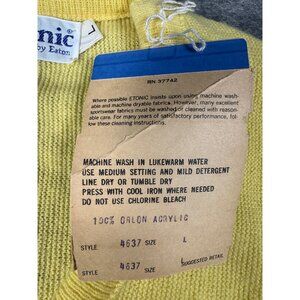 nic®
by Eaton
L
RN 37742
Where possible ETONIC insists upon using machine wash-
able and machine dryable fabrics. However, many excellent
sportswear fabrics must be washed or cleaned with reason-
able care. For many years of satisfactory performance, fol-
low these cleaning instructions.
MACHINE WASH IN LUKEWARM WATER
USE MEDIUM SETTING AND MILD DETERGENT
LINE DRY OR TUMBLE DRY
PRESS WITH COOL IRON WHERE NEEDED
DO NOT USE CHLORINE BLEACH
100% ORLON ACRYLIC
STYLE 4637 SIZE L
SUGGESTED RETAIL
STYLE 4637 SIZE L